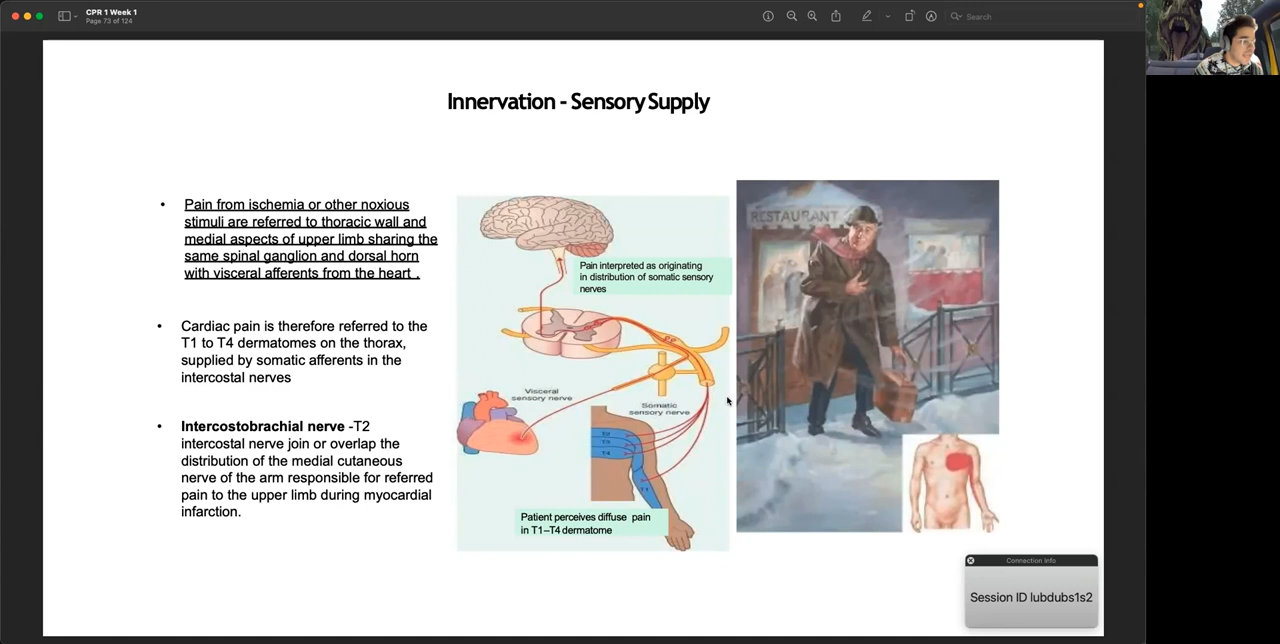 CPR 1 Week 1
Page 73 of 124
Search
Innervation - Sensory Supply
• Pain from ischemia or other noxious
stimuli are referred to thoracic wall and
medial aspects of upper limb sharing the
same spinal ganglion and dorsal horn
with visceral afferents from the heart .
• Cardiac pain is therefore referred to the
T1 to T4 dermatomes on the thorax,
supplied by somatic afferents in the
intercostal nerves
• Intercostobrachial nerve -T2
intercostal nerve join or overlap the
distribution of the medial cutaneous
nerve of the arm responsible for referred
pain to the upper limb during myocardial
infarction.
Pain interpreted as originating
in distribution of somatic sensory
nerves
Visceral
sensory nerve
Somatic
sensory nerve
T2
T3
T4
T1
Patient perceives diffuse pain
in T1–T4 dermatome
RESTAURANT
Connection Info
Session ID lubdubs1s2